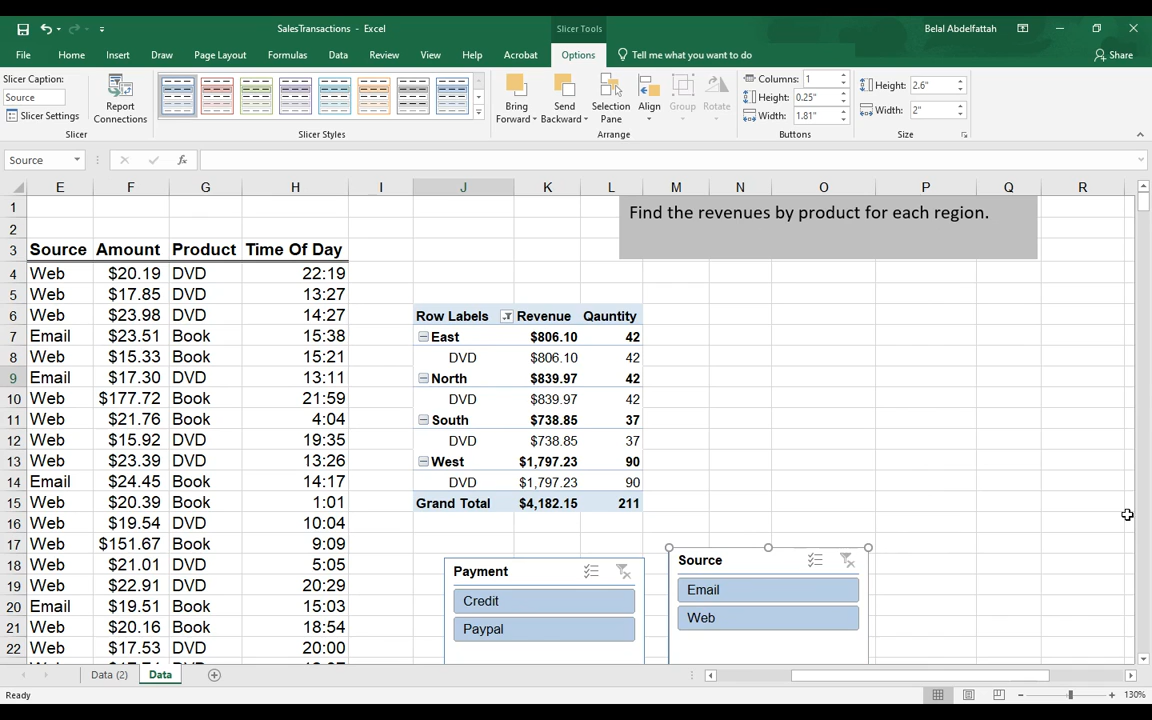 SalesTransactions - Excel
Slicer Tools
Belal Abdelfattah
File Home Insert Draw Page Layout Formulas Data Review View Help Acrobat Options Tell me what you want to do Share
Slicer Caption:
Source
Slicer Settings
Report Connections
Bring Forward
Send Backward
Selection Pane
Align
Group
Rotate
Columns: 1
Height: 0.25"
Width: 1.81"
Height: 2.6"
Width: 2"
Slicer
Slicer Styles
Arrange
Buttons
Size
Source
fx
E F G H I J K L M N O P Q R
1
Find the revenues by product for each region.
2
3 Source Amount Product Time Of Day
4 Web $20.19 DVD 22:19
5 Web $17.85 DVD 13:27
6 Web $23.98 DVD 14:27 Row Labels Revenue Qauntity
7 Email $23.51 Book 15:38 East $806.10 42
8 Web $15.33 Book 15:21 DVD $806.10 42
9 Email $17.30 Book 13:11 North $839.97 42
10 Web $177.72 Book 21:59 DVD $839.97 42
11 Web $21.76 Book 4:04 South $738.85 37
12 Web $15.92 DVD 19:35 DVD $738.85 37
13 Web $23.39 DVD 13:26 West $1,797.23 90
14 Email $24.45 Book 14:17 DVD $1,797.23 90
15 Web $20.39 Book 1:01 Grand Total $4,182.15 211
16 Web $19.54 DVD 10:04
17 Web $151.67 Book 9:09
18 Web $21.01 DVD 5:05
19 Web $22.91 DVD 20:29
20 Email $19.51 Book 15:03
21 Web $20.16 Book 18:54
22 Web $17.53 DVD 20:00
Payment
Credit
Paypal
Source
Email
Web
Data (2) Data
Ready
130%